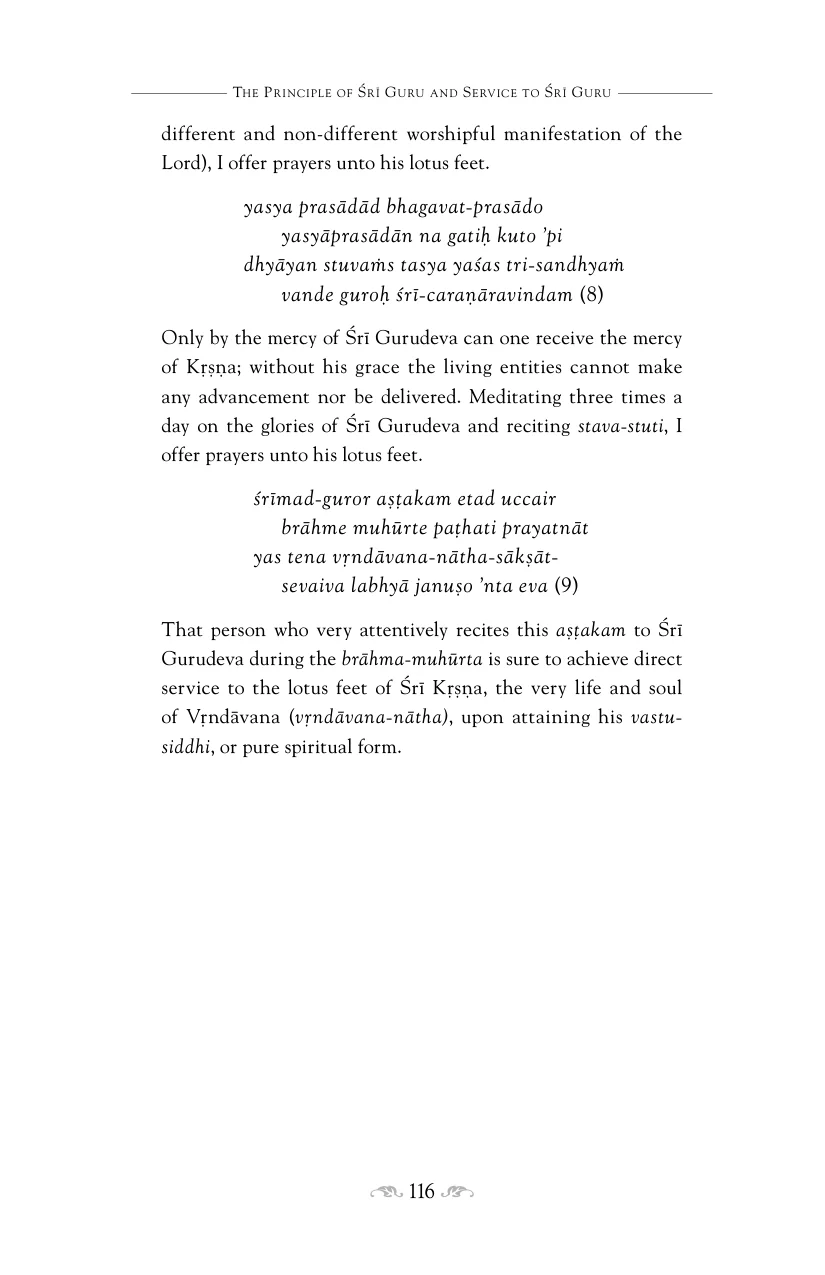 The Principle of Śrī Guru and Service to Śrī Guru
different and non-different worshipful manifestation of the
Lord), I offer prayers unto his lotus feet.
yasya prasādād bhagavat-prasādo
yasyāprasādān na gatiḥ kuto ’pi
dhyāyan stuvaṁs tasya yaśas tri-sandhyaṁ
vande guroḥ śrī-caraṇāravindam (8)
Only by the mercy of Śrī Gurudeva can one receive the mercy
of Kṛṣṇa; without his grace the living entities cannot make
any advancement nor be delivered. Meditating three times a
day on the glories of Śrī Gurudeva and reciting stava-stuti, I
offer prayers unto his lotus feet.
śrīmad-guror aṣṭakam etad uccair
brāhme muhūrte paṭhati prayatnāt
yas tena vṛndāvana-nātha-sākṣāt-
sevaiva labhyā januṣo ’nta eva (9)
That person who very attentively recites this aṣṭakam to Śrī
Gurudeva during the brāhma-muhūrta is sure to achieve direct
service to the lotus feet of Śrī Kṛṣṇa, the very life and soul
of Vṛndāvana (vṛndāvana-nātha), upon attaining his vastu-
siddhi, or pure spiritual form.
116